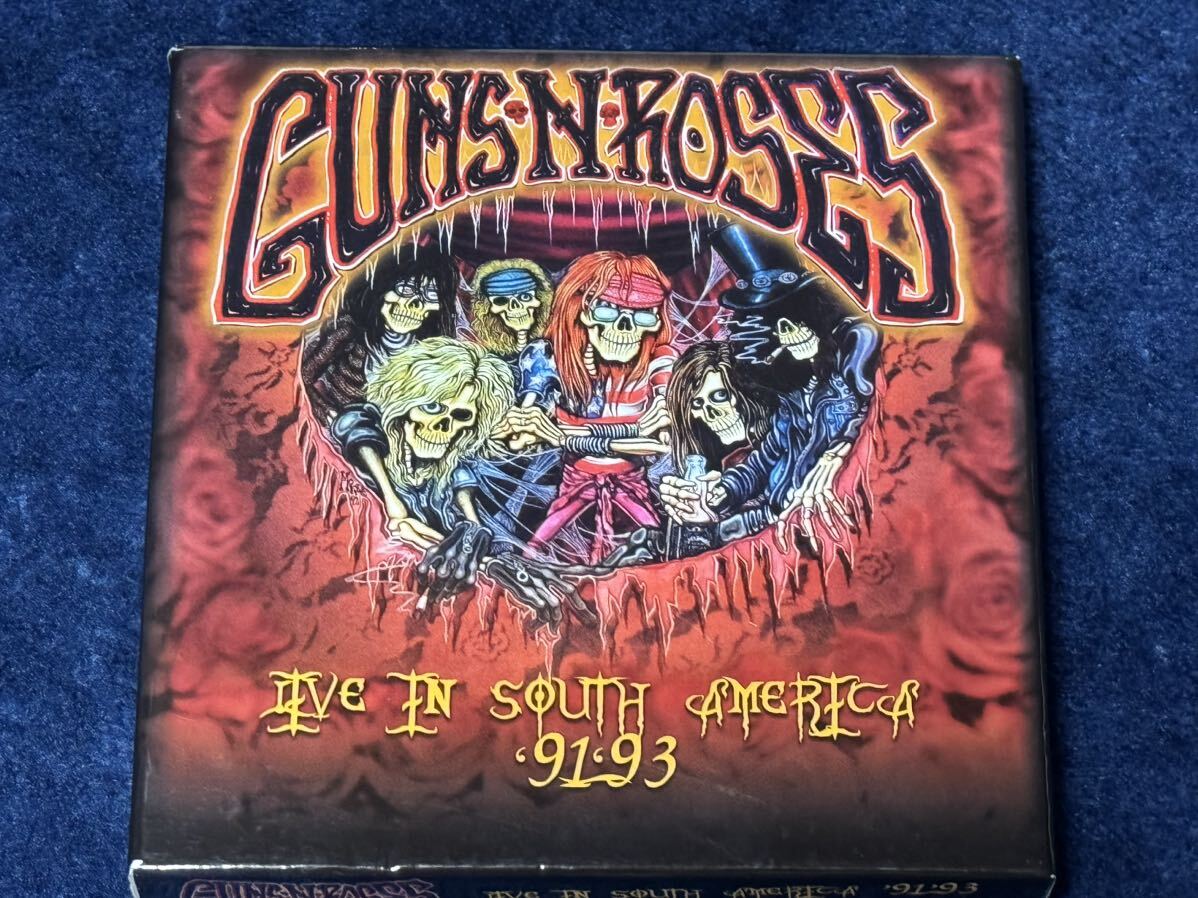 GUNS N' ROSES
LIVE IN SOUTH AMERICA
'91'93
GUNS N' ROSES LIVE IN SOUTH AMERICA '91'93